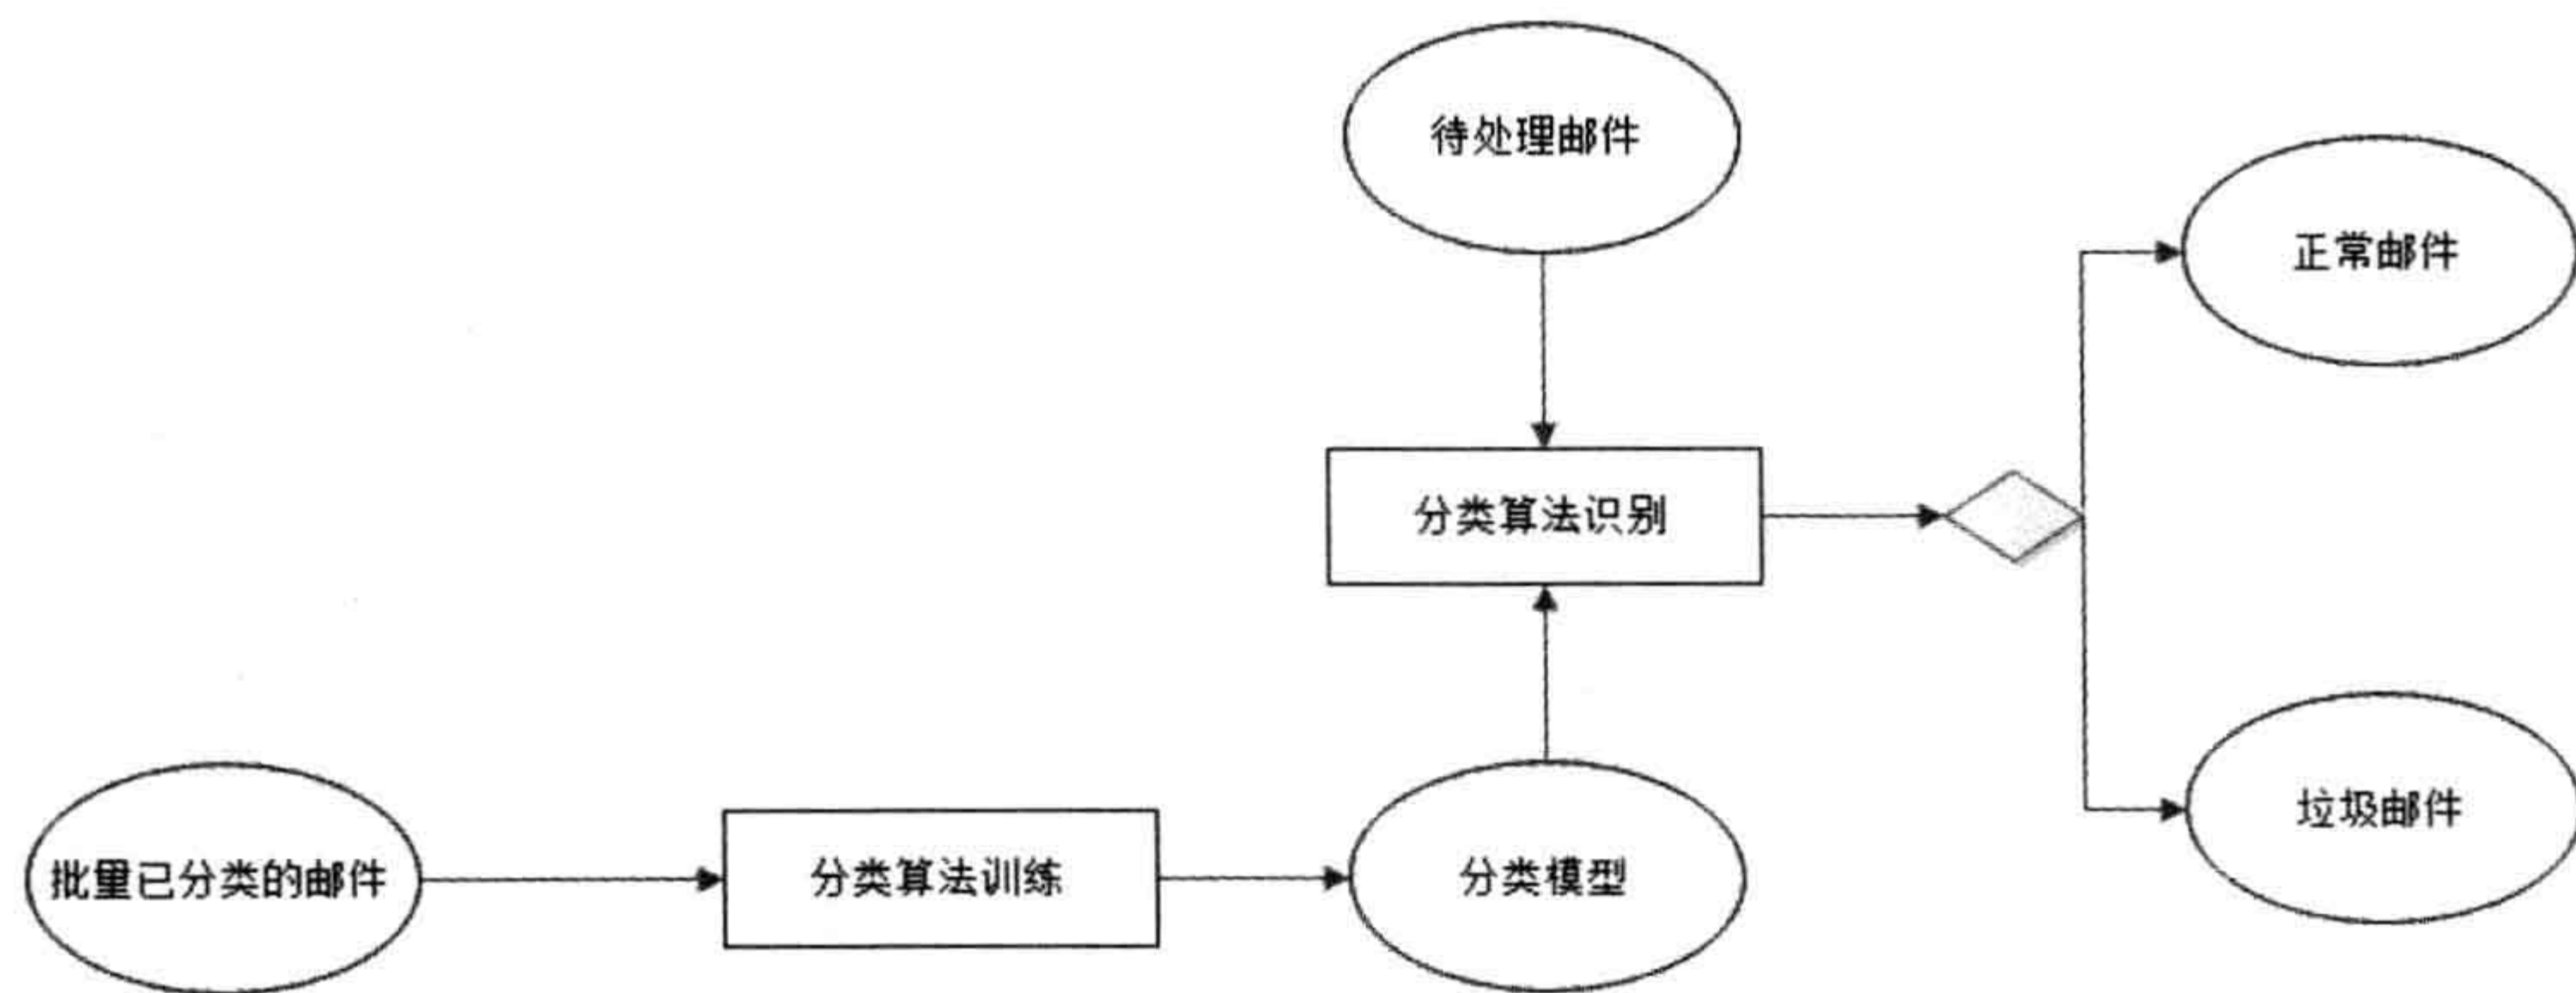 待处理邮件
正常邮件
分类算法识别
垃圾邮件
批量已分类的邮件
分类算法训练
分类模型